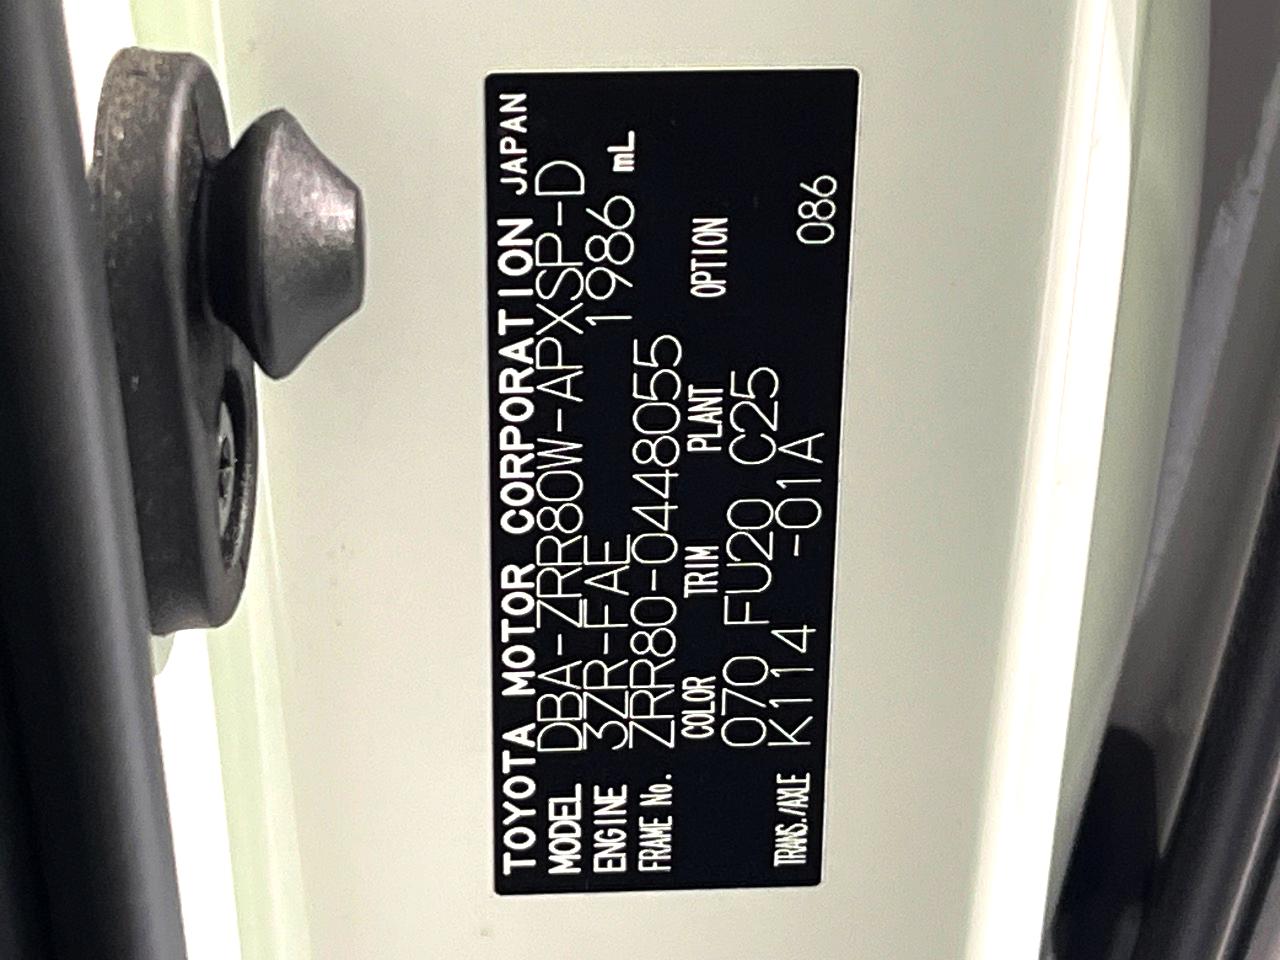 TOYOTA MOTOR CORPORATION JAPAN
MODEL DBA-ZRR80W-APXSP-D
ENGINE 3ZR-FAE 1986 mL
FRAME No. ZRR80-0448055
COLOR TRIM PLANT OPTION
070 FU20 C25
TRANS./AXLE K114 -01A 086